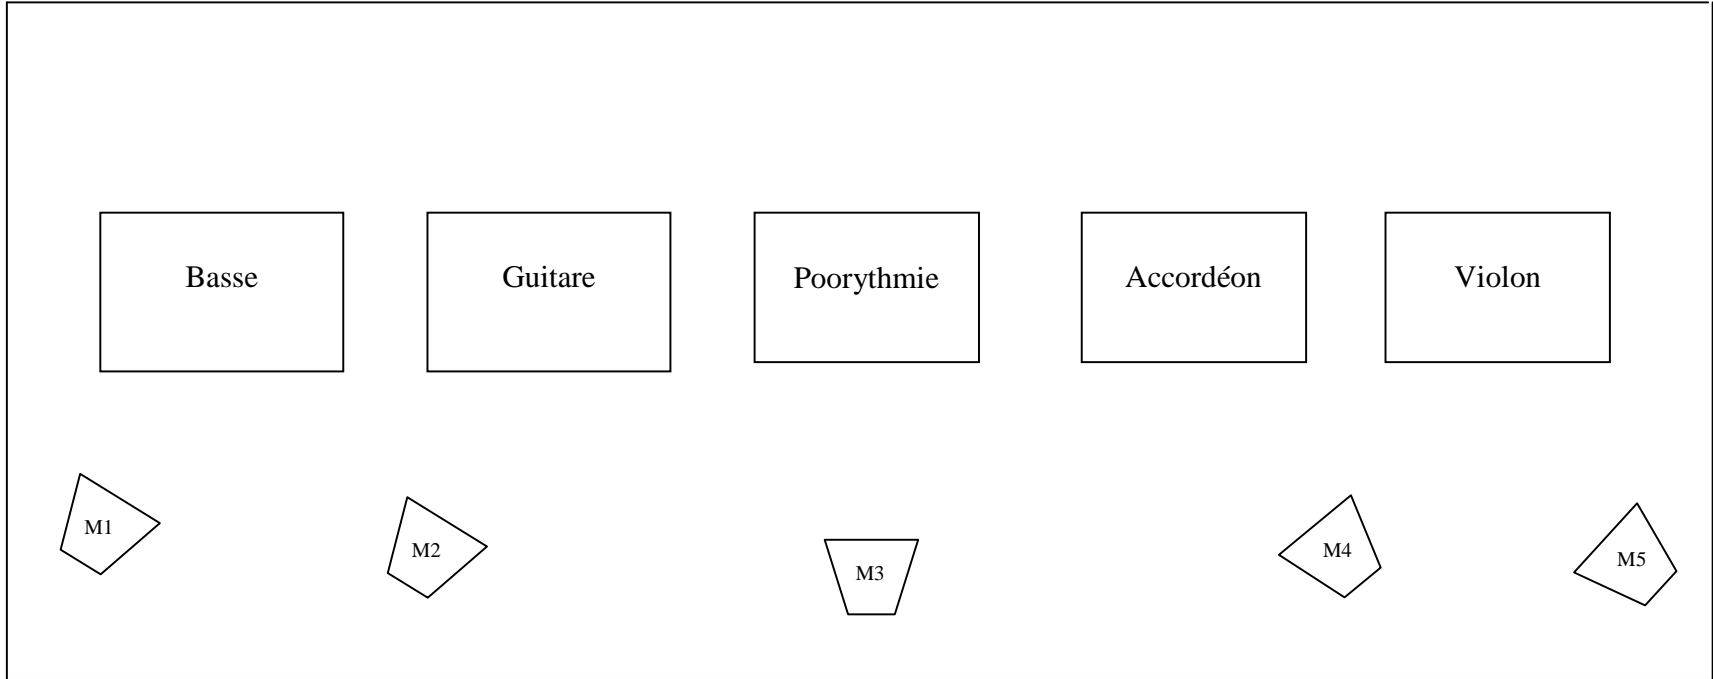 Basse
Guitare
Poorythmie
Accordéon
Violon
M1
M2
M3
M4
M5